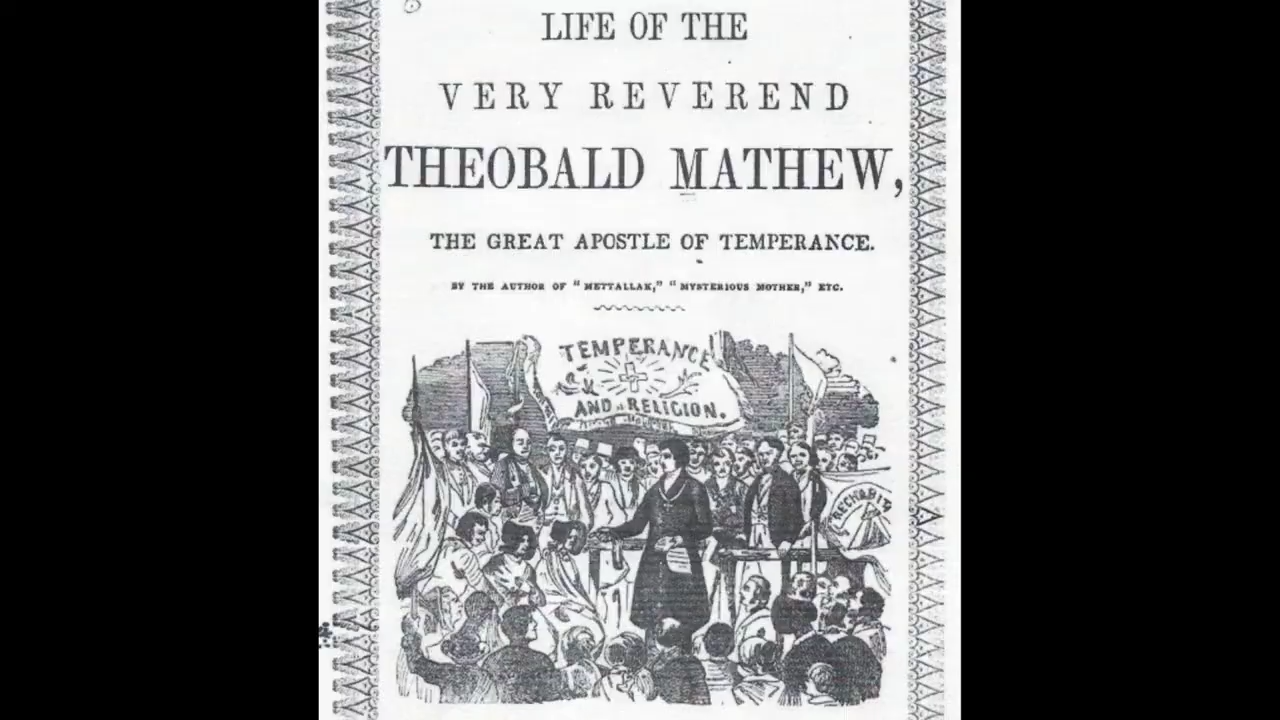 LIFE OF THE
VERY REVEREND
THEOBALD MATHEW,
THE GREAT APOSTLE OF TEMPERANCE.
BY THE AUTHOR OF "METTALLAK," "MYSTERIOUS MOTHER," ETC.
TEMPERANCE
AND RELIGION.
RECHABIT